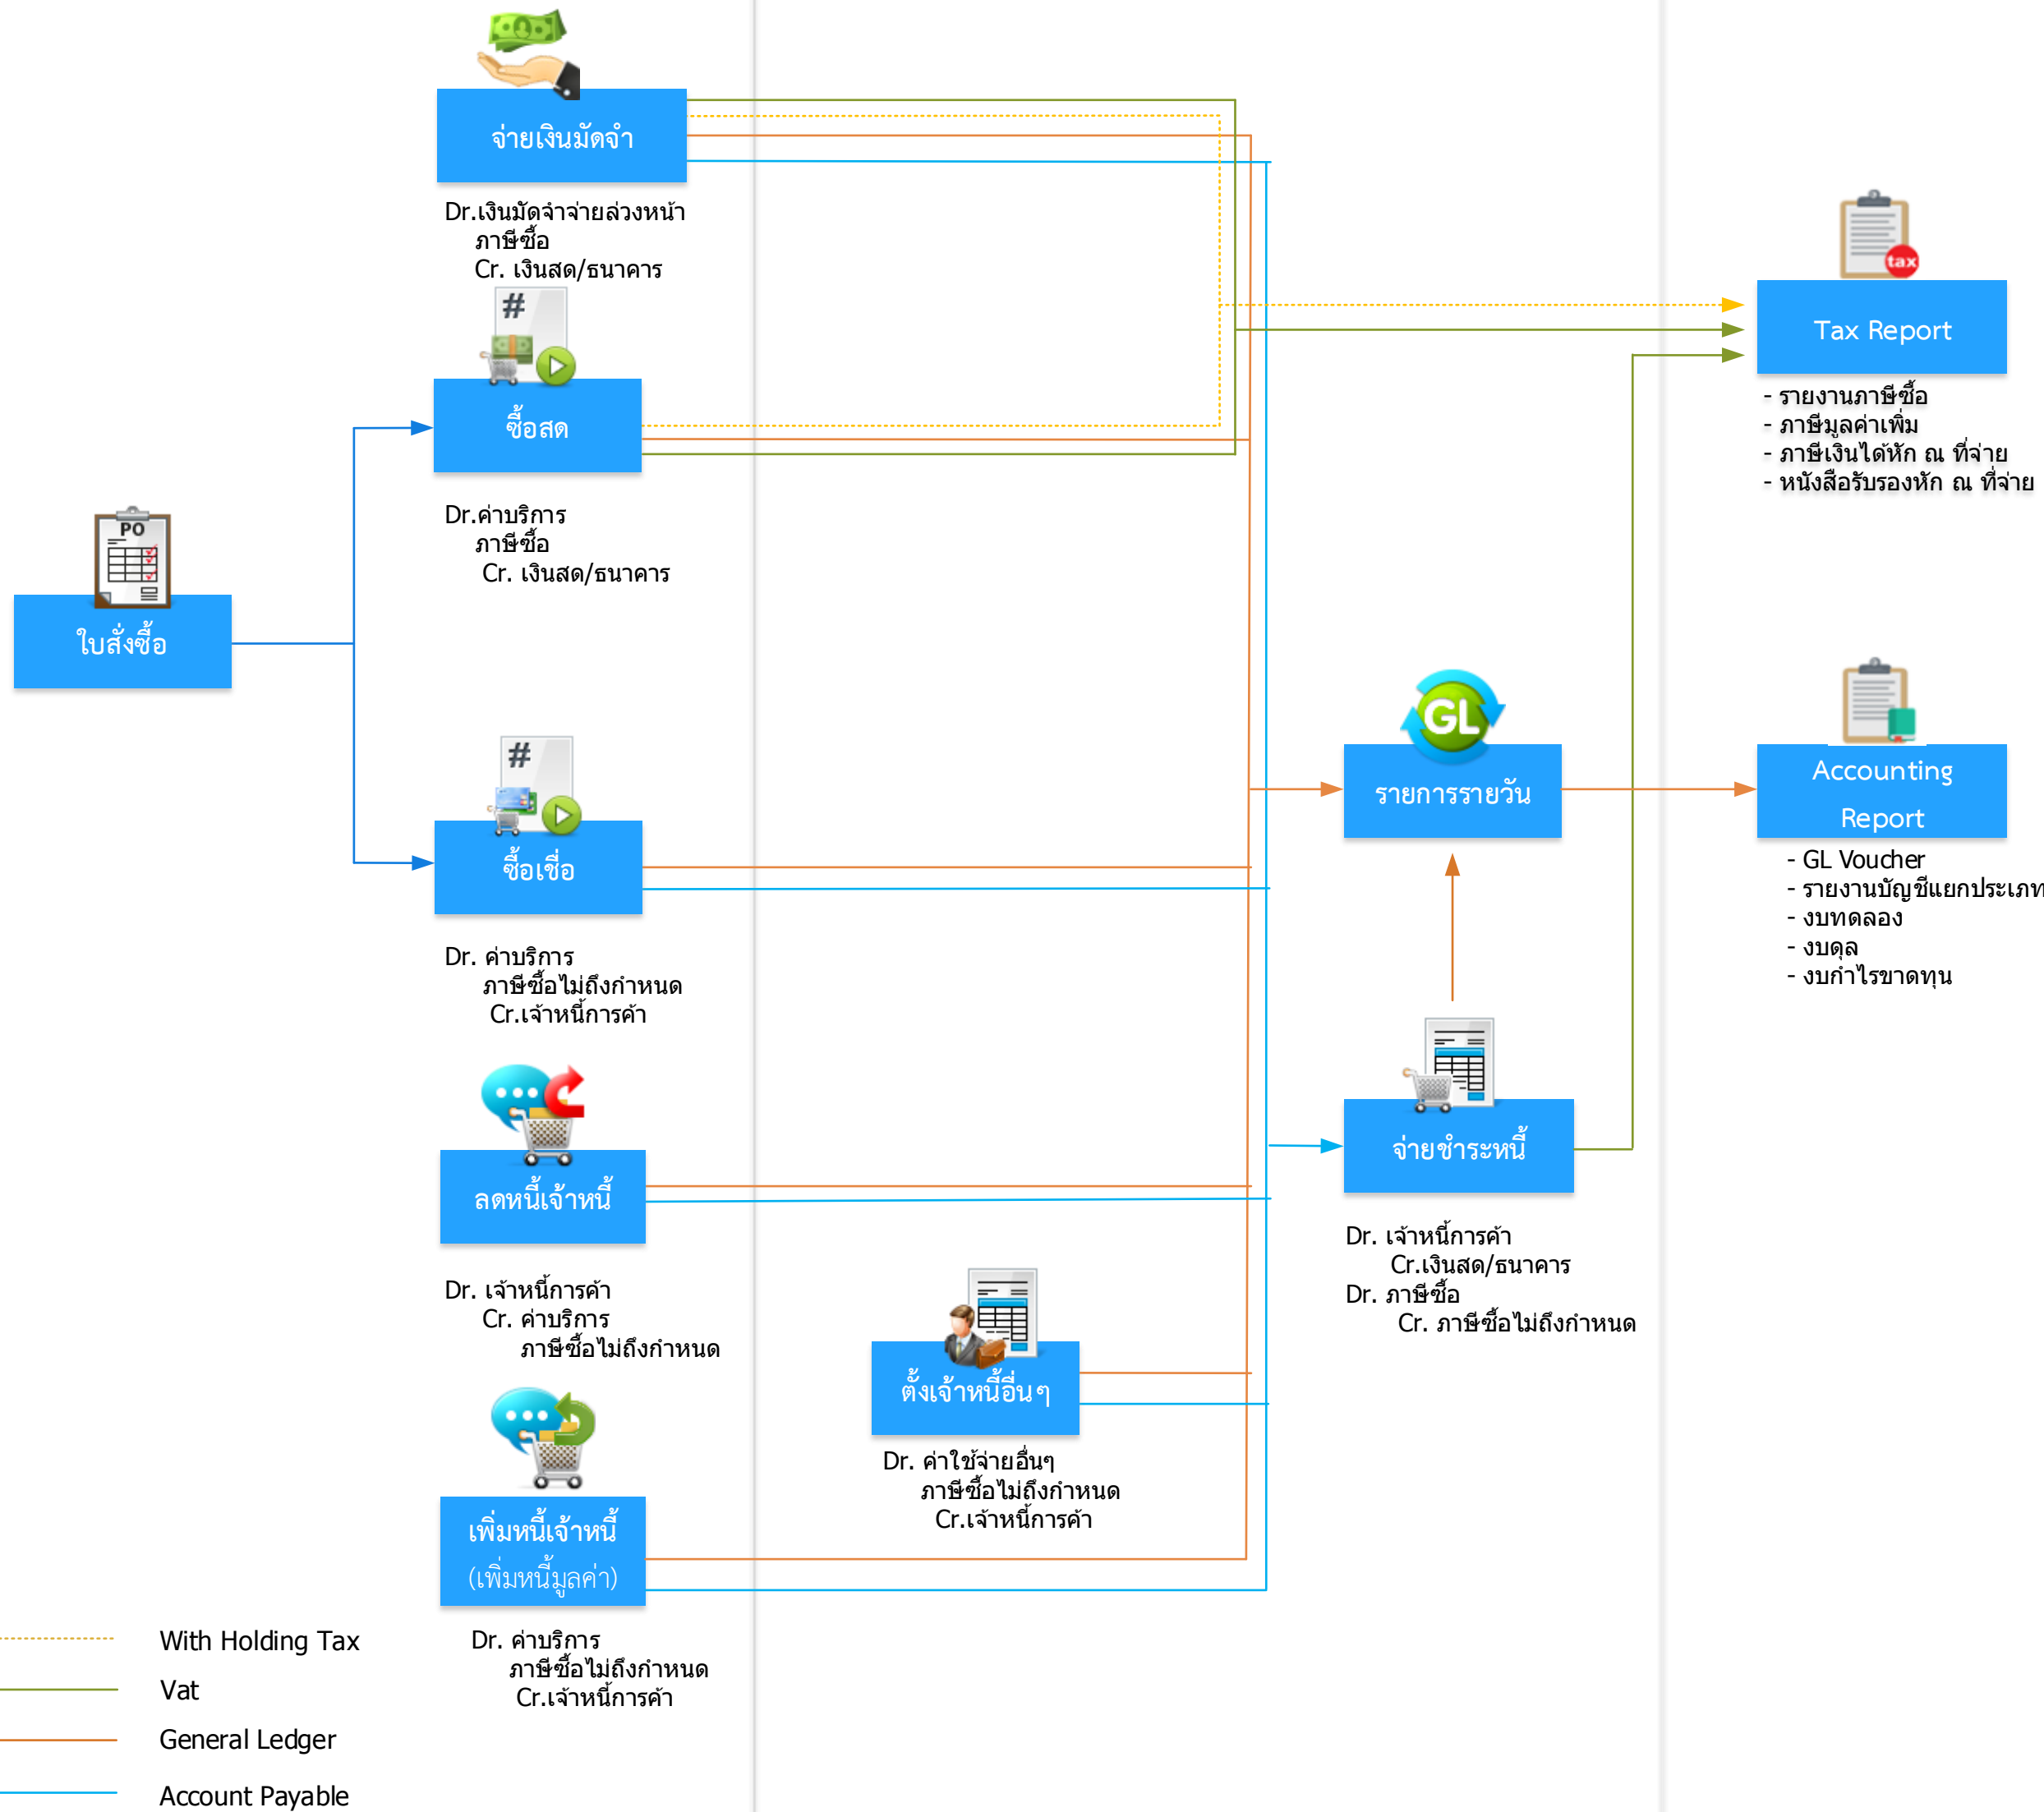 จ่ายเงินมัดจำ
Dr.เงินมัดจำจ่ายล่วงหน้า
ภาษีซื้อ
Cr. เงินสด/ธนาคาร
#
ซื้อสด
Dr.ค่าบริการ
ภาษีซื้อ
Cr. เงินสด/ธนาคาร
PO
ใบสั่งซื้อ
#
ซื้อเชื่อ
Dr. ค่าบริการ
ภาษีซื้อไม่ถึงกำหนด
Cr.เจ้าหนี้การค้า
ลดหนี้เจ้าหนี้
Dr. เจ้าหนี้การค้า
Cr. ค่าบริการ
ภาษีซื้อไม่ถึงกำหนด
เพิ่มหนี้เจ้าหนี้
(เพิ่มหนี้มูลค่า)
Dr. ค่าบริการ
ภาษีซื้อไม่ถึงกำหนด
Cr.เจ้าหนี้การค้า
ตั้งเจ้าหนี้อื่นๆ
Dr. ค่าใช้จ่ายอื่นๆ
ภาษีซื้อไม่ถึงกำหนด
Cr.เจ้าหนี้การค้า
GL
รายการรายวัน
จ่ายชำระหนี้
Dr. เจ้าหนี้การค้า
Cr.เงินสด/ธนาคาร
Dr. ภาษีซื้อ
Cr. ภาษีซื้อไม่ถึงกำหนด
tax
Tax Report
- รายงานภาษีซื้อ
- ภาษีมูลค่าเพิ่ม
- ภาษีเงินได้หัก ณ ที่จ่าย
- หนังสือรับรองหัก ณ ที่จ่าย
Accounting
Report
- GL Voucher
- รายงานบัญชีแยกประเภท
- งบทดลอง
- งบดุล
- งบกำไรขาดทุน
With Holding Tax
Vat
General Ledger
Account Payable